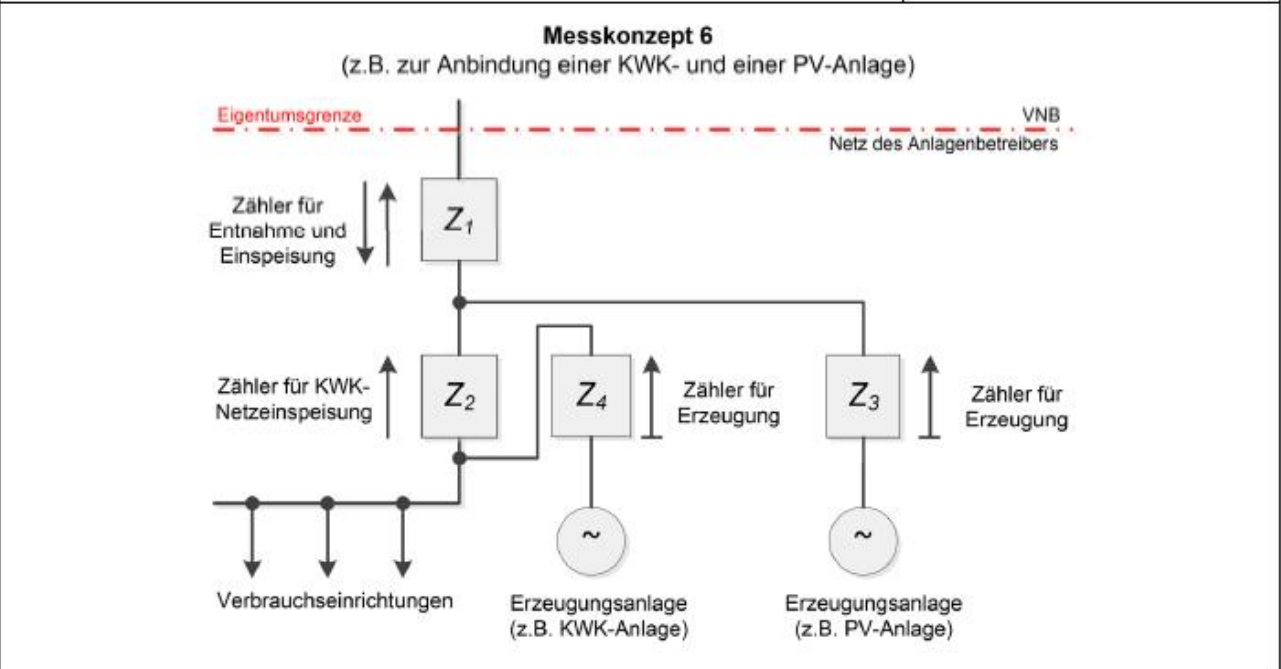 Messkonzept 6
(z.B. zur Anbindung einer KWK- und einer PV-Anlage)
Eigentumsgrenze
VNB
Netz des Anlagenbetreibers
Zähler für
Entnahme und
Einspeisung
Z1
Zähler für KWK-
Netzeinspeisung
Z2
Z4
Zähler für
Erzeugung
Z3
Zähler für
Erzeugung
~
~
Verbrauchseinrichtungen
Erzeugungsanlage
(z.B. KWK-Anlage)
Erzeugungsanlage
(z.B. PV-Anlage)